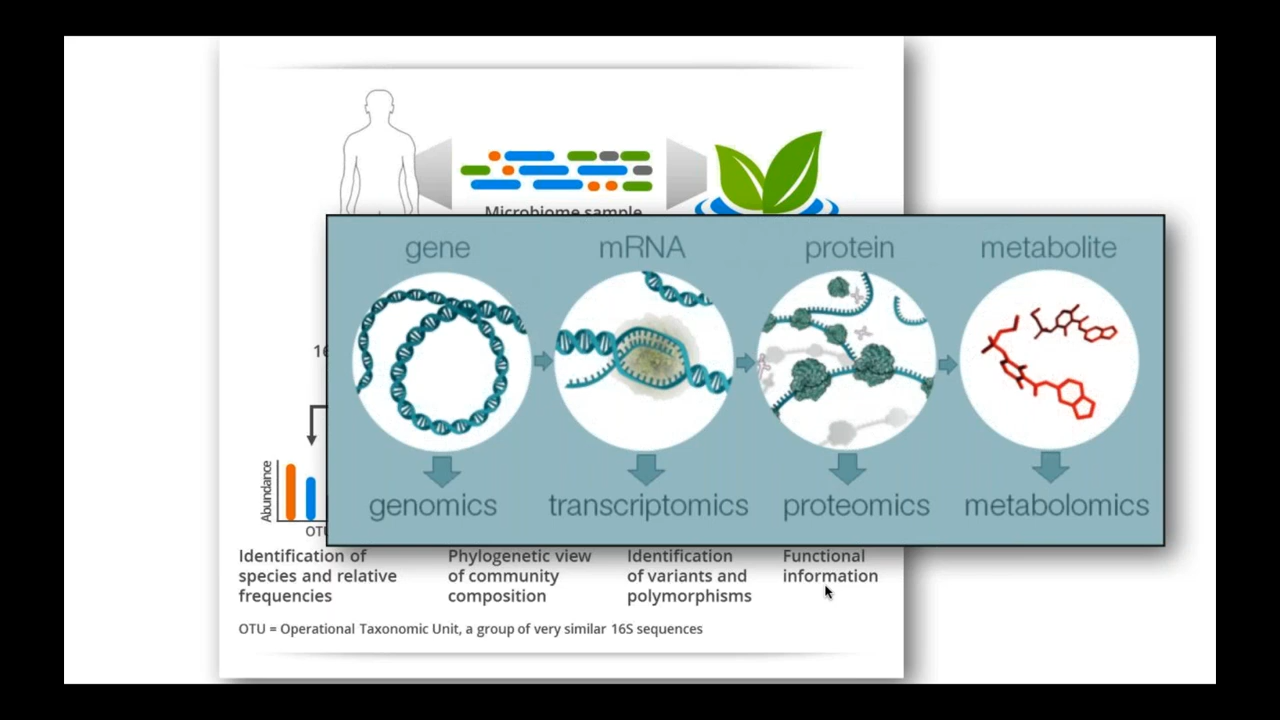 Microbiome sample
gene
mRNA
protein
metabolite
16
genomics
transcriptomics
proteomics
metabolomics
Abundance
OTU
Identification of
species and relative
frequencies
Phylogenetic view
of community
composition
Identification
of variants and
polymorphisms
Functional
information
OTU = Operational Taxonomic Unit, a group of very similar 16S sequences